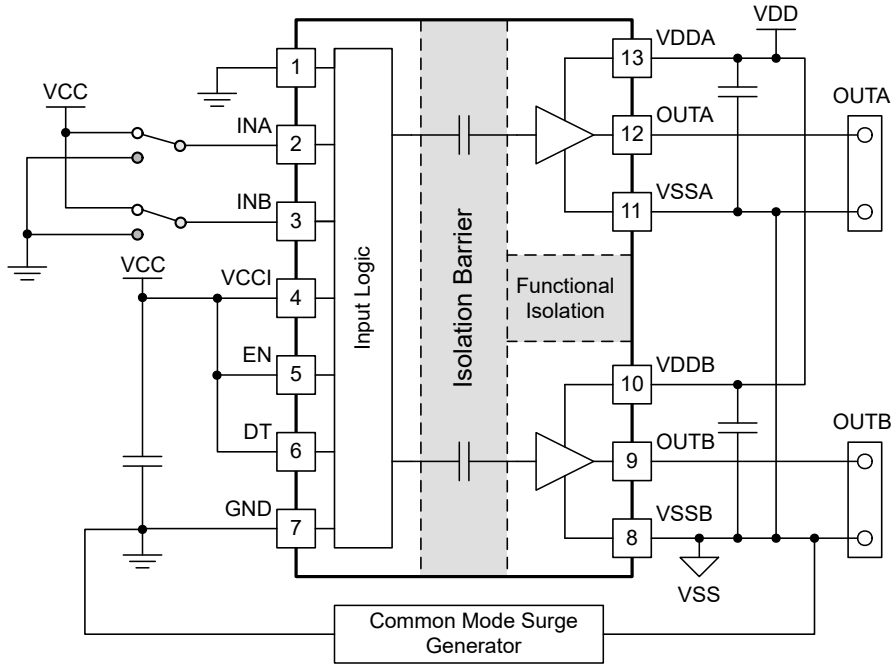 VDD
VDDA
13
1
VCC
OUTA
INA
OUTA
2
12
INB
VSSA
3
11
Input Logic
Isolation Barrier
VCC
VCCI
Functional
Isolation
4
EN
5
VDDB
10
DT
OUTB
OUTB
6
9
GND
VSSB
7
8
VSS
Common Mode Surge
Generator